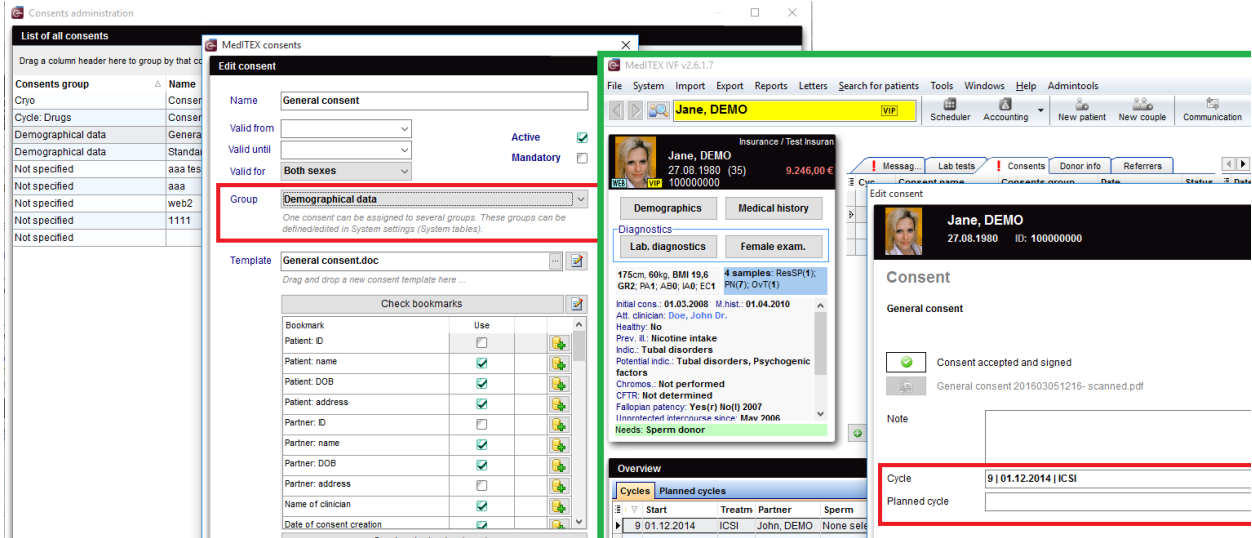 Consents administration
List of all consents
Drag a column header here to group by that co
Consents group Name
Cryo Conser
Cycle: Drugs Conser
Demographical data Genera
Demographical data Standa
Not specified aaa tes
Not specified aaa
Not specified web2
Not specified 1111
Not specified
MedITEX consents
Edit consent
Name General consent
Valid from
Active
Valid until
Mandatory
Valid for Both sexes
Group Demographical data
One consent can be assigned to several groups. These groups can be
defined/edited in System settings (System tables).
Template General consent.doc ...
Drag and drop a new consent template here ...
Check bookmarks
Bookmark Use
Patient: ID
Patient: name
Patient: DOB
Patient: address
Partner: ID
Partner: name
Partner: DOB
Partner: address
Name of clinician
Date of consent creation
MedITEX IVF v2.6.1.7
File System Import Export Reports Letters Search for patients Tools Windows Help Admintools
Jane, DEMO VIP
Scheduler Accounting New patient New couple Communication
Insurance / Test Insuran
Jane, DEMO
27.08.1980 (35) 9.246,00 €
WEB VIP 100000000
Demographics Medical history
Diagnostics
Lab. diagnostics Female exam.
175cm, 60kg, BMI 19,6
GR2; PA1; AB0; IA0; EC1
4 samples: ResSP(1);
PN(7); OvT(1)
Initial cons.: 01.03.2008 M.hist.: 01.04.2010
Att. clinician: Doe, John Dr.
Healthy: No
Prev. ill.: Nicotine intake
Indic.: Tubal disorders
Potential indic.: Tubal disorders, Psychogenic
factors
Chromos.: Not performed
CFTR: Not determined
Fallopian patency: Yes(r) No(l) 2007
Unprotected intercourse since: May 2006
Needs: Sperm donor
Overview
Cycles Planned cycles
Start Treatm Partner Sperm
9 01.12.2014 ICSI John, DEMO None sele
! Messag... Lab tests ! Consents Donor info Referrers
Cyc Consent name Consents group Date Status Date
Edit consent
Jane, DEMO
27.08.1980 ID: 100000000
Consent
General consent
Consent accepted and signed
General consent 201603051216- scanned.pdf
Note
Cycle 9 | 01.12.2014 | ICSI
Planned cycle